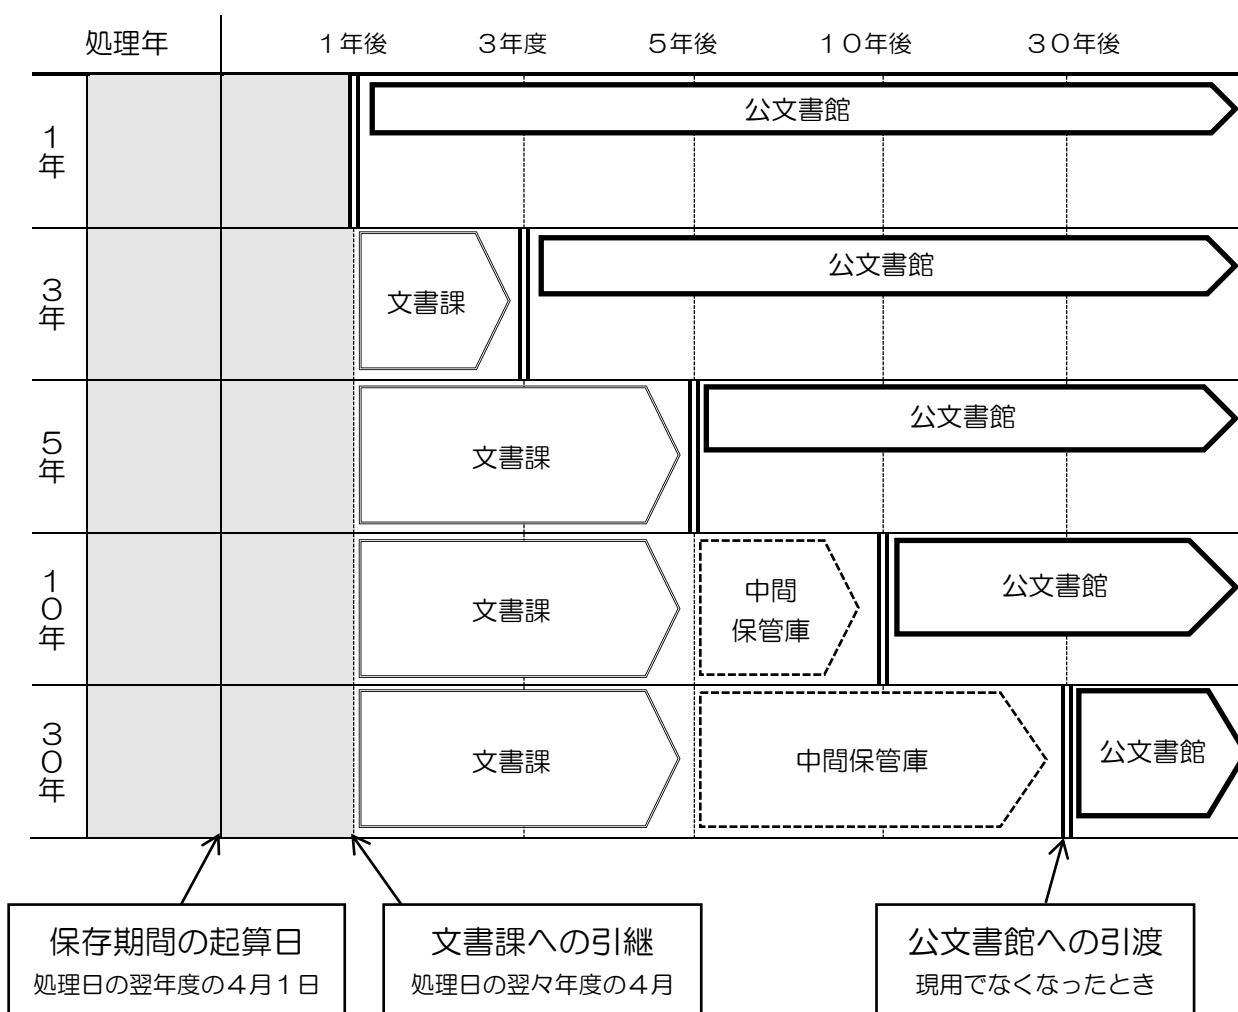 処理年
１年後
３年度
５年後
１０年後
３０年後
１年
公文書館
３年
文書課
公文書館
５年
文書課
公文書館
１０年
文書課
中間
保管庫
公文書館
３０年
文書課
中間保管庫
公文書館
保存期間の起算日
処理日の翌年度の４月１日
文書課への引継
処理日の翌々年度の４月
公文書館への引渡
現用でなくなったとき